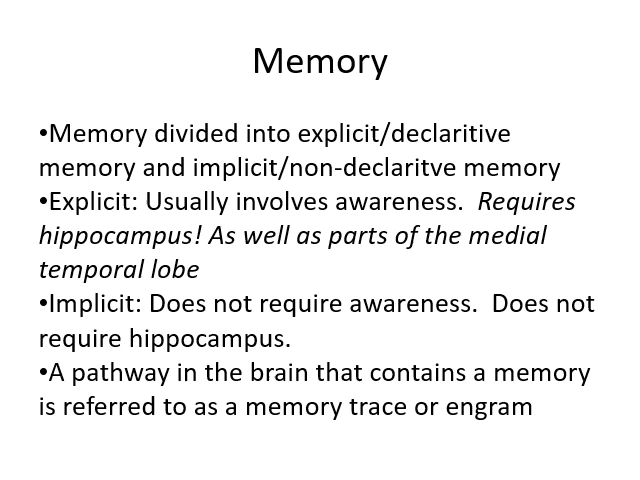 Memory
•Memory divided into explicit/declaritive
memory and implicit/non-declaritve memory
•Explicit: Usually involves awareness.  Requires
hippocampus! As well as parts of the medial
temporal lobe
•Implicit: Does not require awareness.  Does not
require hippocampus.
•A pathway in the brain that contains a memory
is referred to as a memory trace or engram